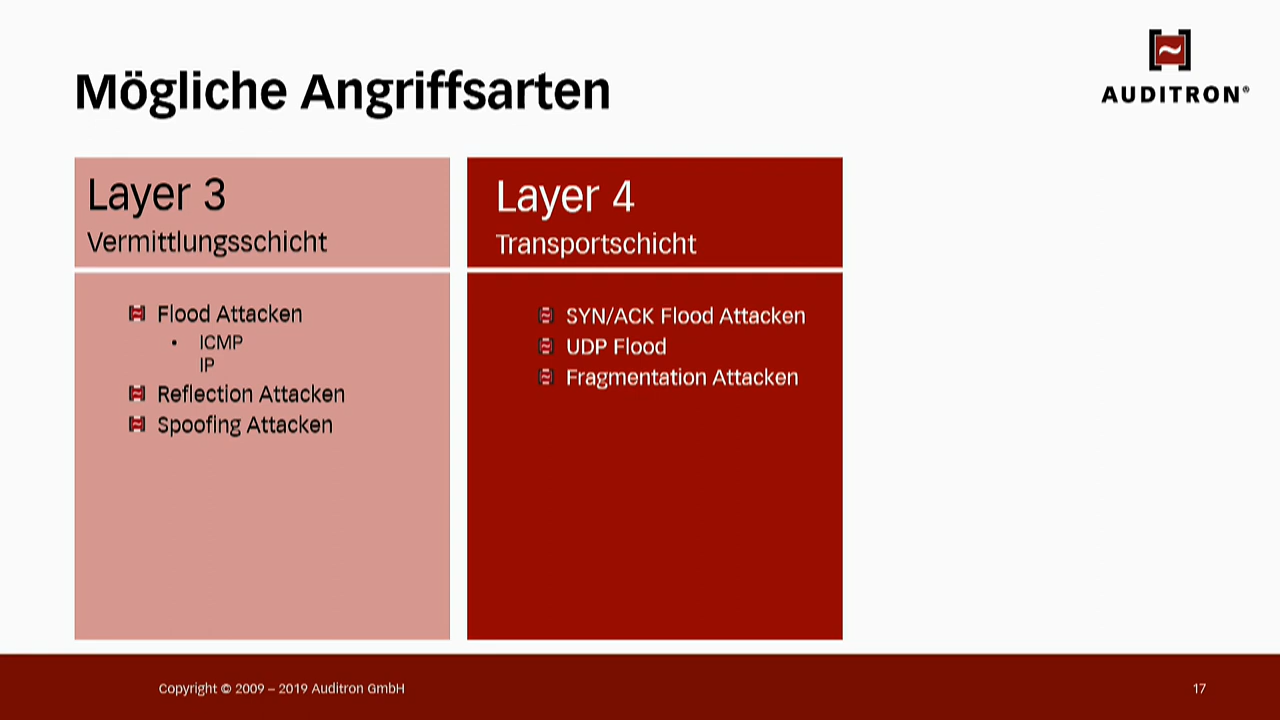 Mögliche Angriffsarten
AUDITRON®
Layer 3
Vermittlungsschicht
Flood Attacken
• ICMP
IP
Reflection Attacken
Spoofing Attacken
Layer 4
Transportschicht
SYN/ACK Flood Attacken
UDP Flood
Fragmentation Attacken
Copyright © 2009 – 2019 Auditron GmbH
17